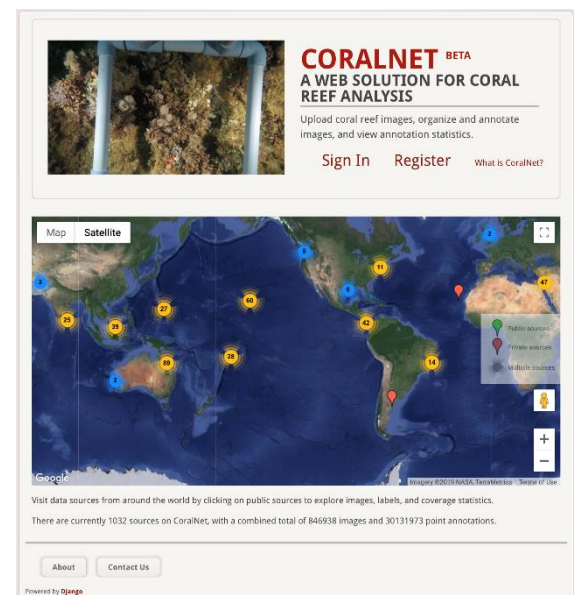 CORALNET BETA
A WEB SOLUTION FOR CORAL
REEF ANALYSIS
Upload coral reef images, organize and annotate
images, and view annotation statistics.
Sign In Register What is CoralNet?
Map Satellite
2
8
11
3
6
47
60
27
25
39
42
Public sources
Private sources
Multiple sources
28
89
14
3
+
−
Google
Imagery ©2019 NASA, TerraMetrics Terms of Use
Visit data sources from around the world by clicking on public sources to explore images, labels, and coverage statistics.
There are currently 1032 sources on CoralNet, with a combined total of 846938 images and 30131973 point annotations.
About Contact Us
Powered by Django